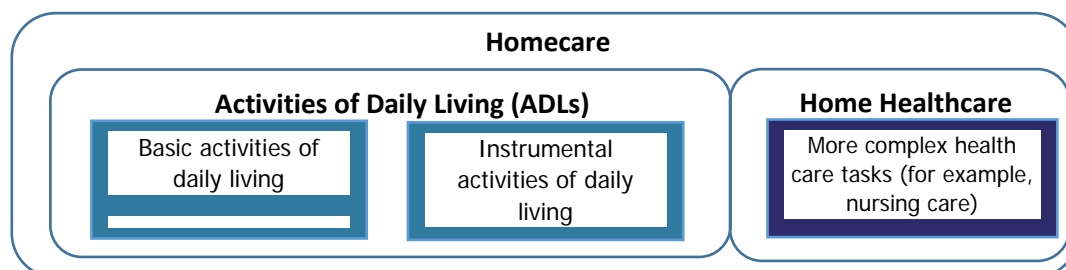 Homecare
Activities of Daily Living (ADLs)
Basic activities of
daily living
Instrumental
activities of daily
living
Home Healthcare
More complex health
care tasks (for example,
nursing care)